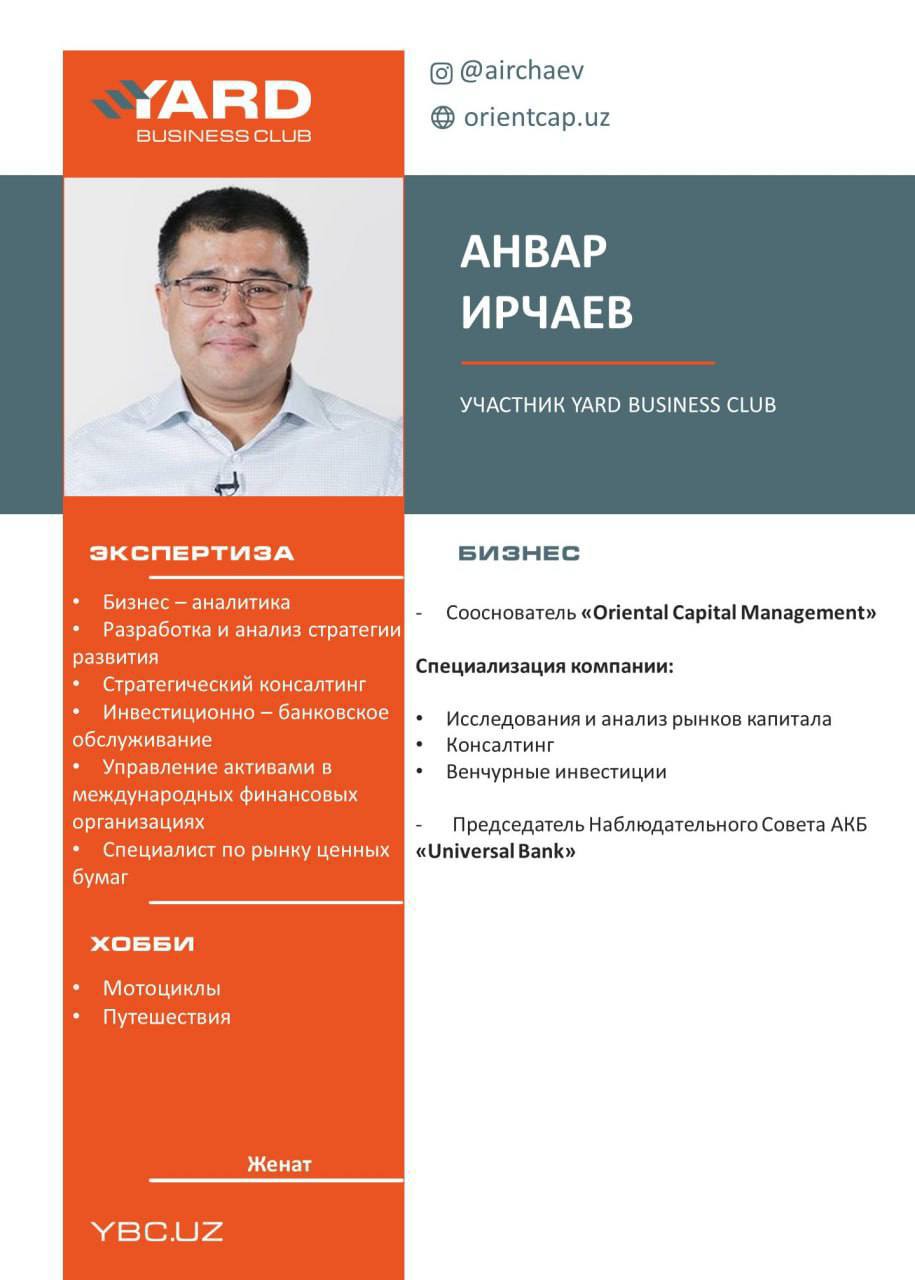 YARD
BUSINESS CLUB
@airchaev
orientcap.uz
АНВАР
ИРЧАЕВ
УЧАСТНИК YARD BUSINESS CLUB
ЭКСПЕРТИЗА
• Бизнес – аналитика
• Разработка и анализ стратегии
развития
• Стратегический консалтинг
• Инвестиционно – банковское
обслуживание
• Управление активами в
международных финансовых
организациях
• Специалист по рынку ценных
бумаг
ХОББИ
• Мотоциклы
• Путешествия
Женат
YBC.UZ
БИЗНЕС
- Сооснователь «Oriental Capital Management»
Специализация компании:
• Исследования и анализ рынков капитала
• Консалтинг
• Венчурные инвестиции
- Председатель Наблюдательного Совета АКБ
«Universal Bank»